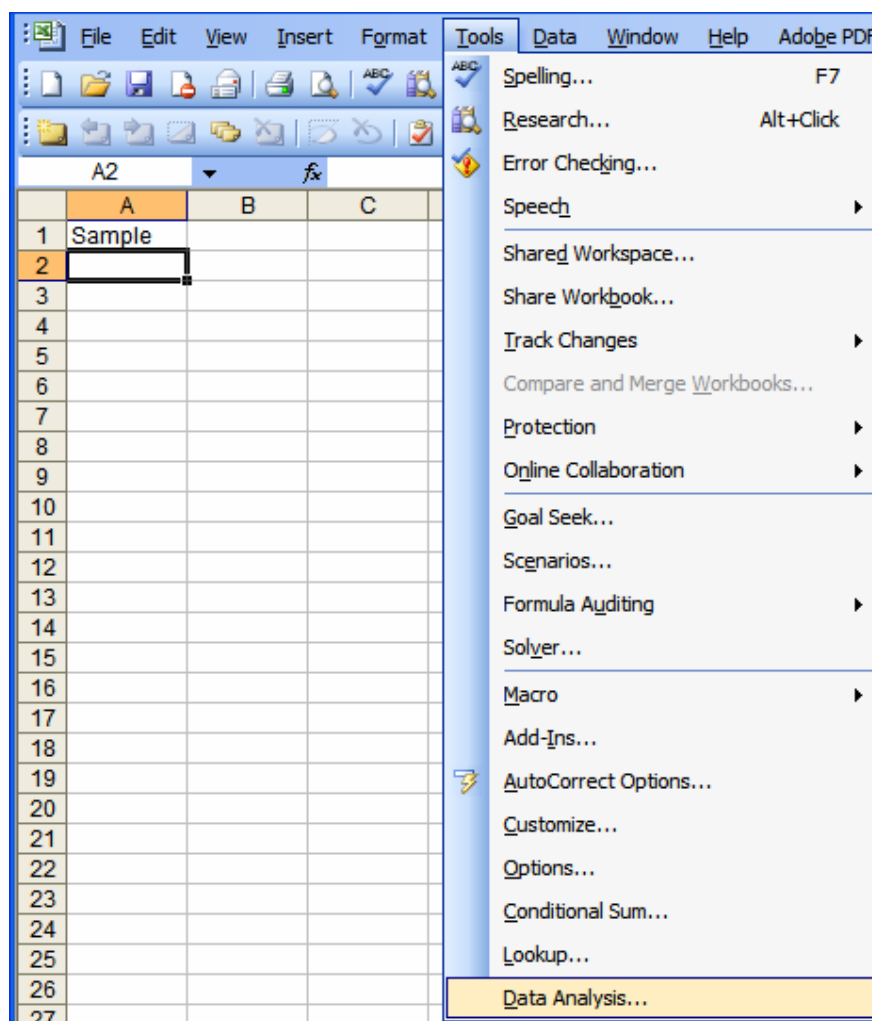 File Edit View Insert Format Tools Data Window Help Adobe PDF
ABC ABC Spelling... F7
Research... Alt+Click
A2 fx Error Checking...
A B C Speech
1 Sample
2 Shared Workspace...
3 Share Workbook...
4 Track Changes
5
6 Compare and Merge Workbooks...
7 Protection
8
9 Online Collaboration
10 Goal Seek...
11
12 Scenarios...
13 Formula Auditing
14
15 Solver...
16 Macro
17
18 Add-Ins...
19 AutoCorrect Options...
20
21 Customize...
22 Options...
23 Conditional Sum...
24
25 Lookup...
26 Data Analysis...
27